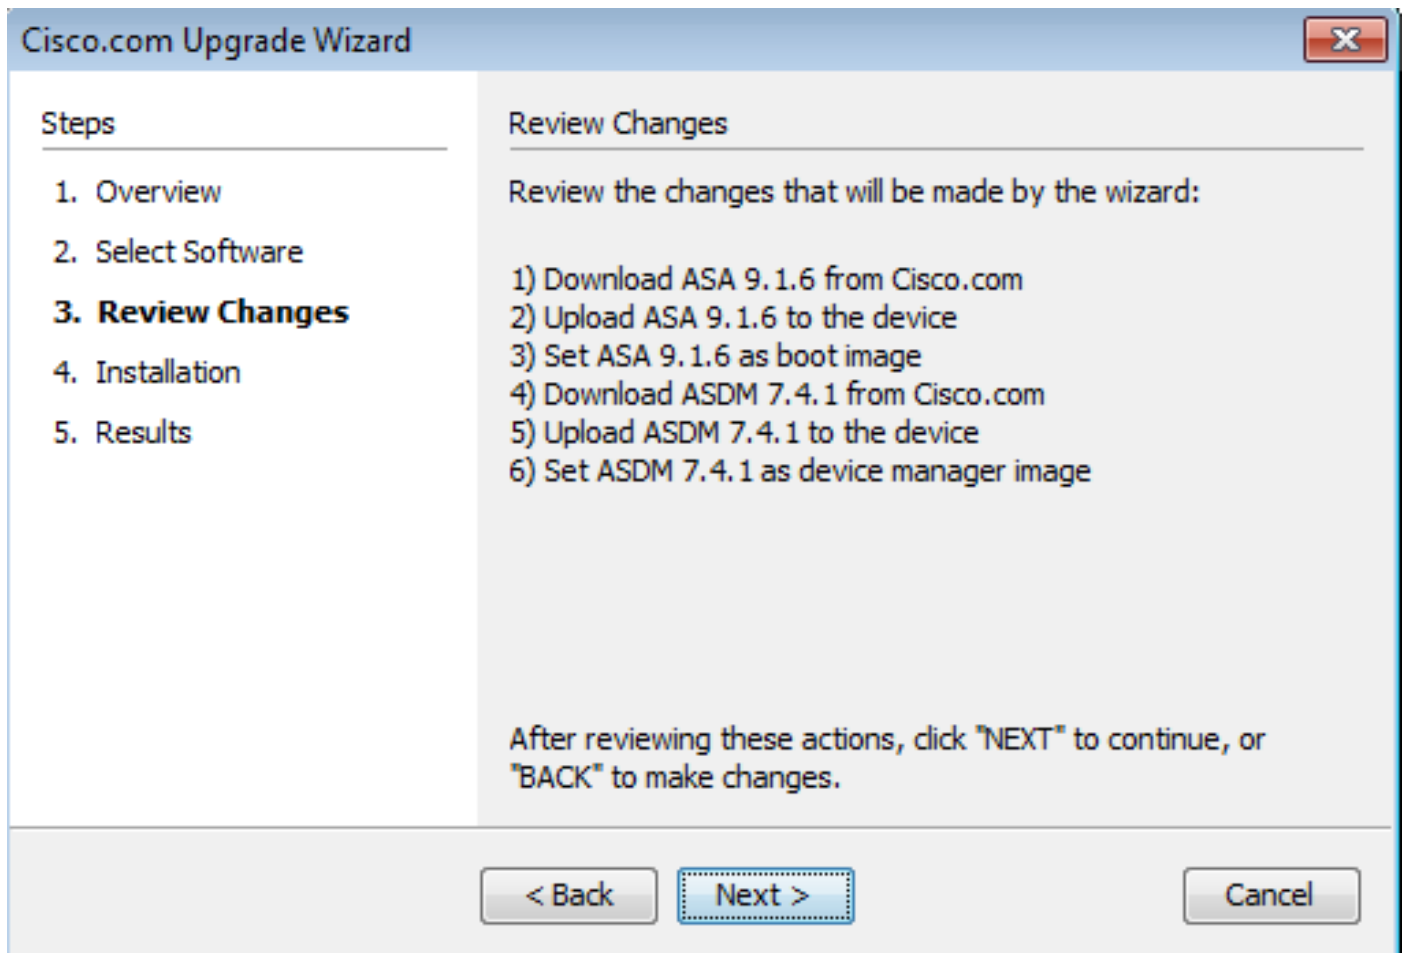 Cisco.com Upgrade Wizard
Steps
1. Overview
2. Select Software
3. Review Changes
4. Installation
5. Results
Review Changes
Review the changes that will be made by the wizard:
1) Download ASA 9.1.6 from Cisco.com
2) Upload ASA 9.1.6 to the device
3) Set ASA 9.1.6 as boot image
4) Download ASDM 7.4.1 from Cisco.com
5) Upload ASDM 7.4.1 to the device
6) Set ASDM 7.4.1 as device manager image
After reviewing these actions, click "NEXT" to continue, or
"BACK" to make changes.
< Back
Next >
Cancel